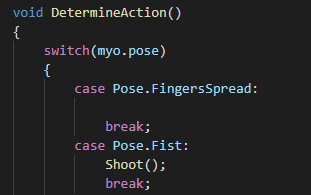 void DetermineAction()
{
switch(myo.pose)
{
case Pose.FingersSpread:
break;
case Pose.Fist:
Shoot();
break;